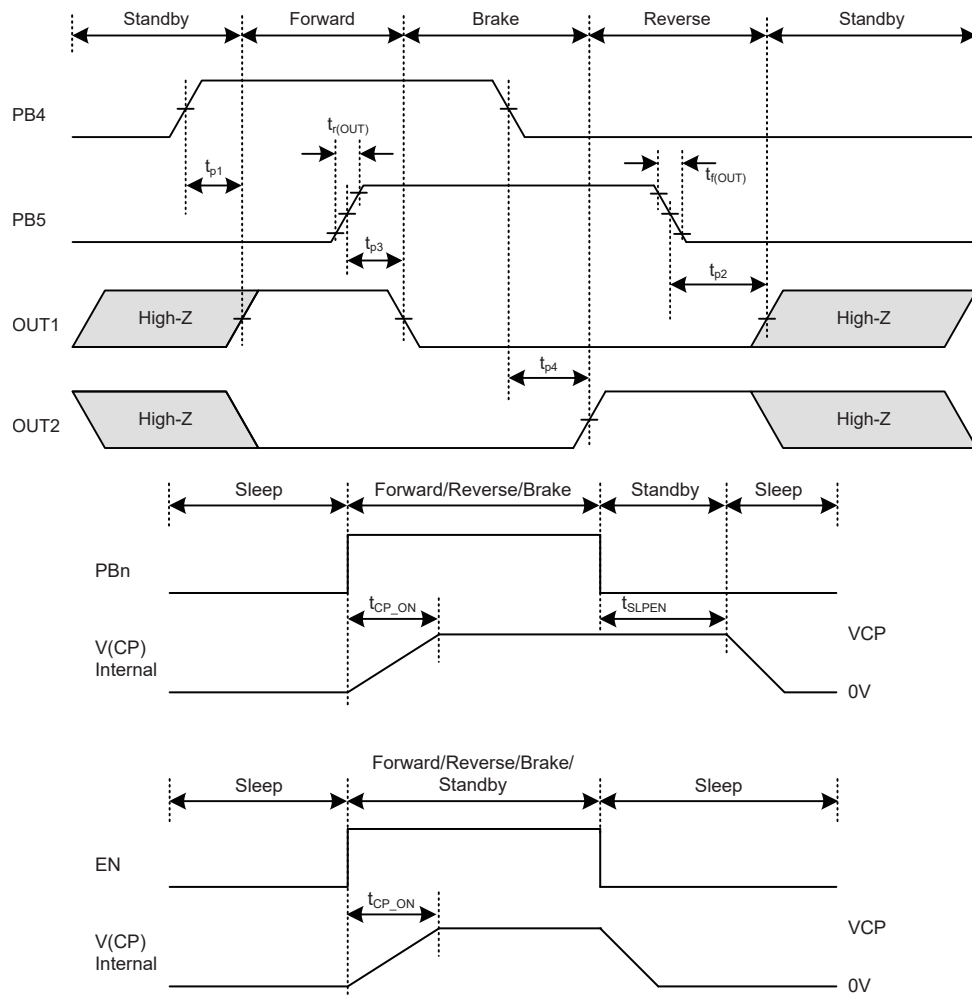 Standby Forward Brake Reverse Standby
PB4
tr(OUT)
tp1
tf(OUT)
PB5
tp3
tp2
OUT1 High-Z High-Z
tp4
OUT2 High-Z High-Z
Sleep Forward/Reverse/Brake Standby Sleep
PBn
tCP_ON tSLPEN
V(CP) VCP
Internal
0V
Forward/Reverse/Brake/
Sleep Standby Sleep
EN
tCP_ON
V(CP) VCP
Internal
0V